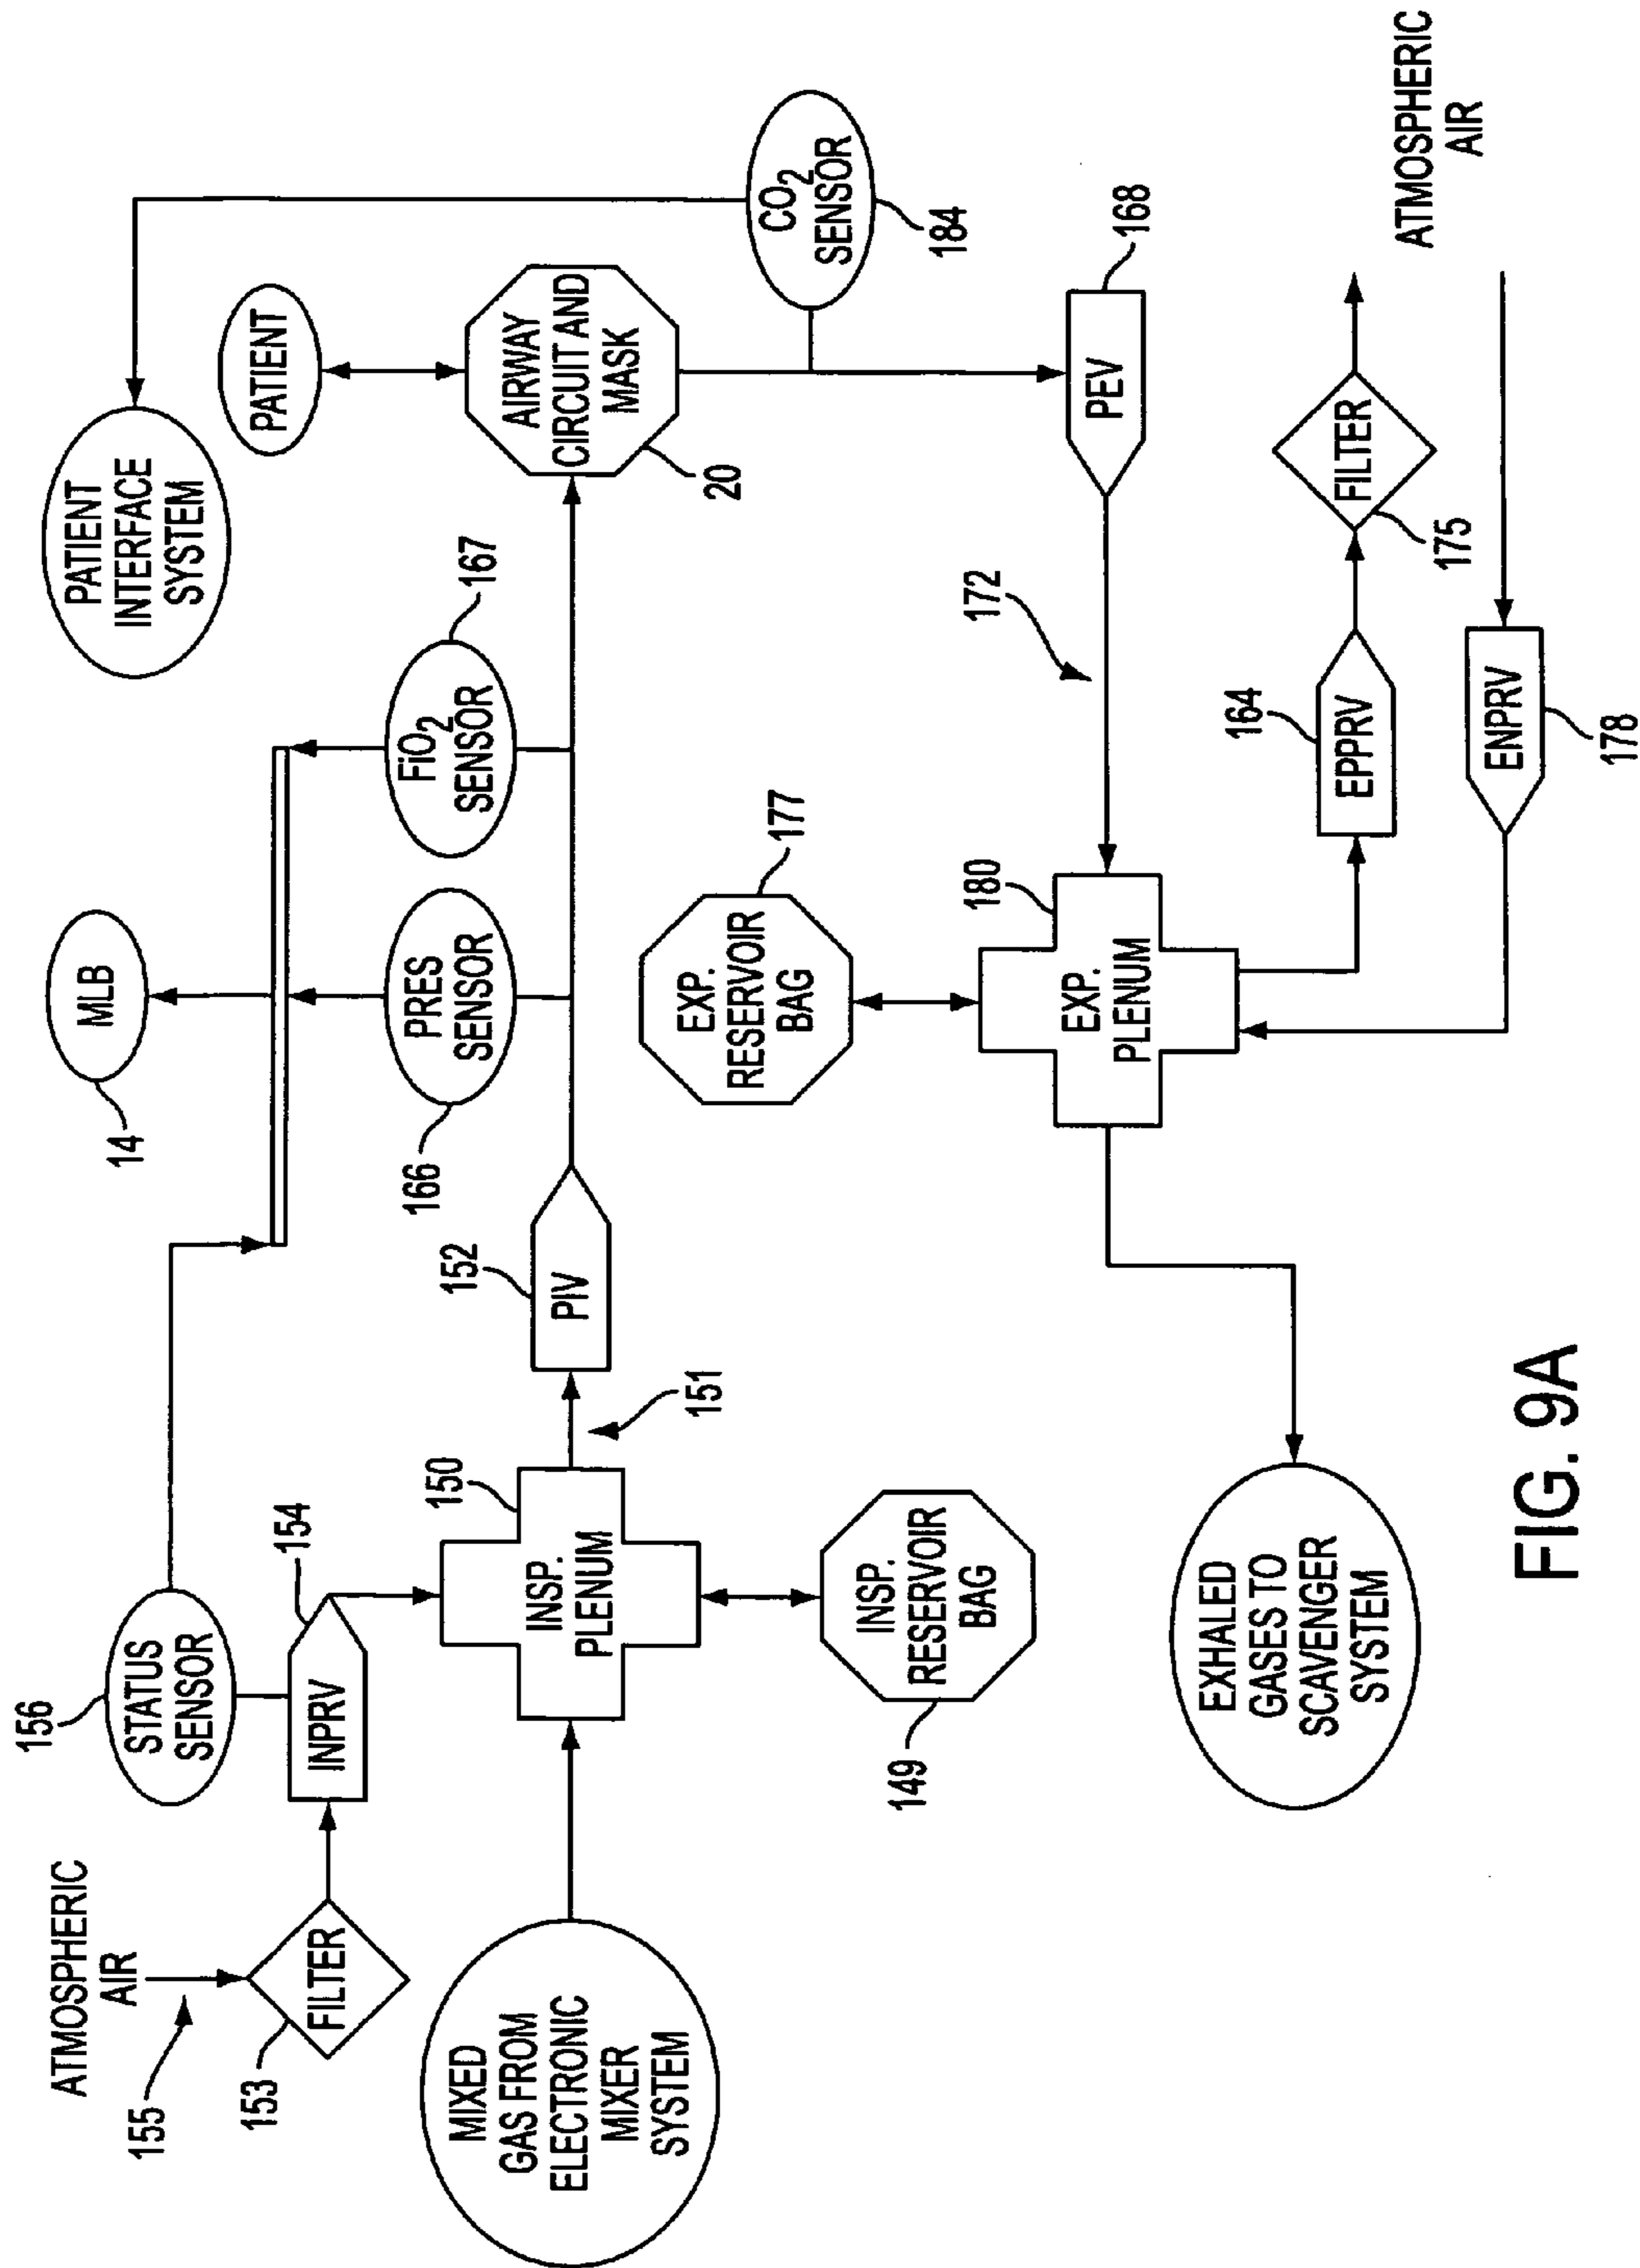 ATMOSPHERIC
AIR
155
153
FILTER
156
STATUS
SENSOR
INPRV
154
MIXED
GAS FROM
ELECTRONIC
MIXER
SYSTEM
INSP.
PLENUM
150
151
INSP.
RESERVOIR
BAG
149
PIV
152
14
MLB
PRES
SENSOR
166
FiO2
SENSOR
167
PATIENT
INTERFACE
SYSTEM
PATIENT
AIRWAY
CIRCUIT AND
MASK
20
CO2
SENSOR
184
PEV
168
172
EXP.
RESERVOIR
BAG
177
EXP.
PLENUM
180
EPPRV
164
FILTER
175
ATMOSPHERIC
AIR
ENPRV
178
EXHALED
GASES TO
SCAVENGER
SYSTEM
FIG. 9A